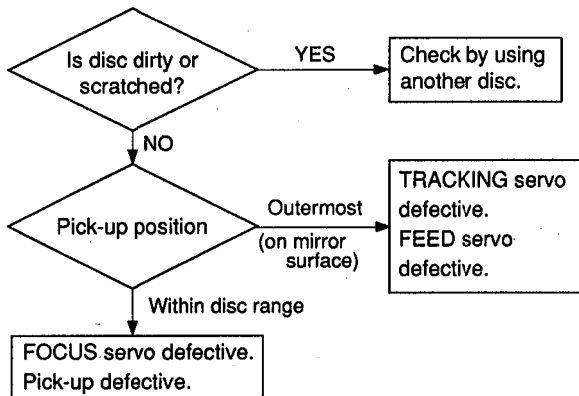 Is disc dirty or
scratched?
YES
Check by using
another disc.
NO
Pick-up position
Outermost
(on mirror
surface)
TRACKING servo
defective.
FEED servo
defective.
Within disc range
FOCUS servo defective.
Pick-up defective.